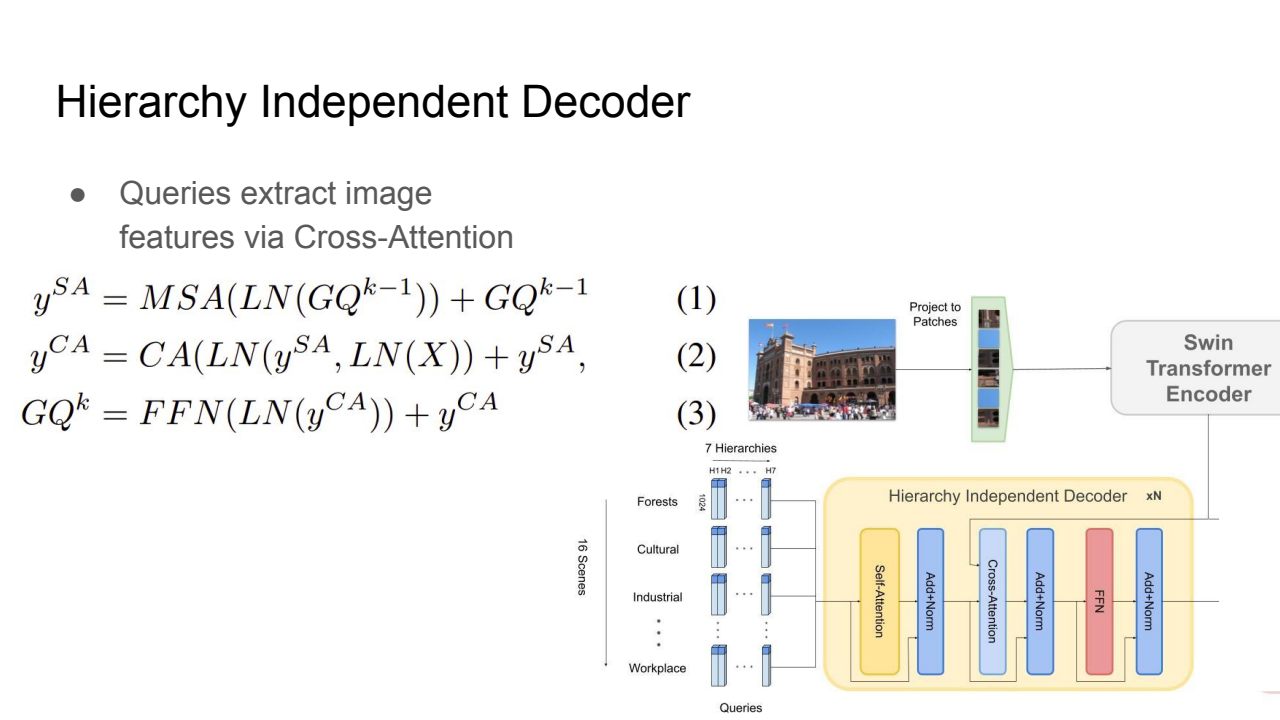 Hierarchy Independent Decoder
● Queries extract image
features via Cross-Attention
y^{SA} = MSA(LN(GQ^{k-1})) + GQ^{k-1} (1)
y^{CA} = CA(LN(y^{SA}, LN(X)) + y^{SA}, (2)
GQ^{k} = FFN(LN(y^{CA})) + y^{CA} (3)
Project to
Patches
Swin
Transformer
Encoder
7 Hierarchies
H1 H2 . . . H7
1024
16 Scenes
Forests
Cultural
Industrial
Workplace
Queries
Hierarchy Independent Decoder xN
Self-Attention
Add+Norm
Cross-Attention
Add+Norm
FFN
Add+Norm